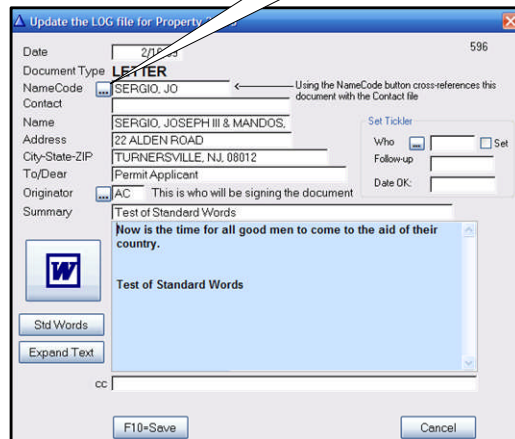 Update the LOG file for Property
Date 2/10
596
Document Type LETTER
NameCode ... SERGIO, JO Using the NameCode button cross-references this
document with the Contact file
Contact
Name SERGIO, JOSEPH III & MANDOS, Set Tickler
Address 22 ALDEN ROAD Who ... Set
City-State-ZIP TURNERSVILLE, NJ, 08012 Follow-up
To/Dear Permit Applicant Date OK:
Originator ... AC This is who will be signing the document
Summary Test of Standard Words
Now is the time for all good men to come to the aid of their
country.
W
Test of Standard Words
Std Words
Expand Text
cc
F10=Save Cancel